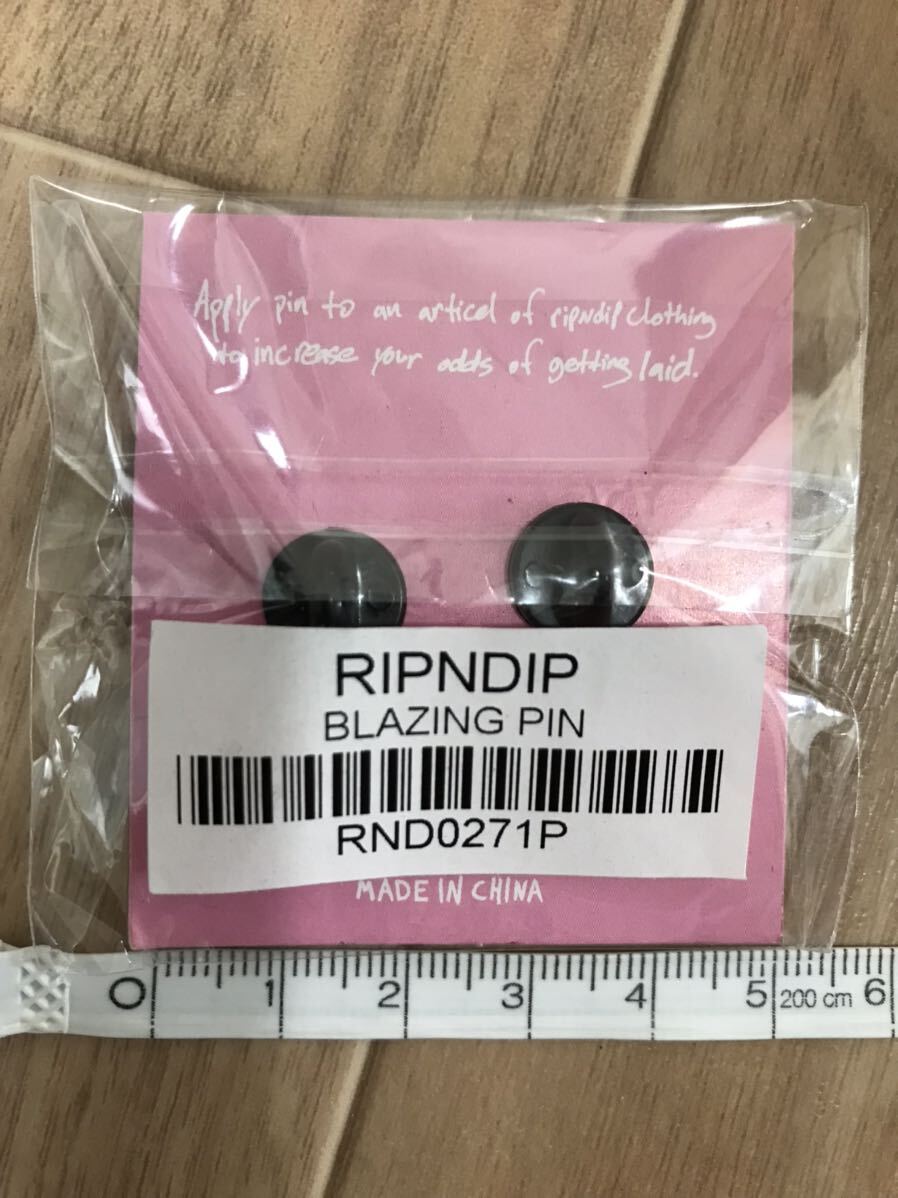 Apply pin to an articel of ripndip clothing
to increase your odds of getting laid.
RIPNDIP
BLAZING PIN
RND0271P
MADE IN CHINA
0 1 2 3 4 5 200 cm 6